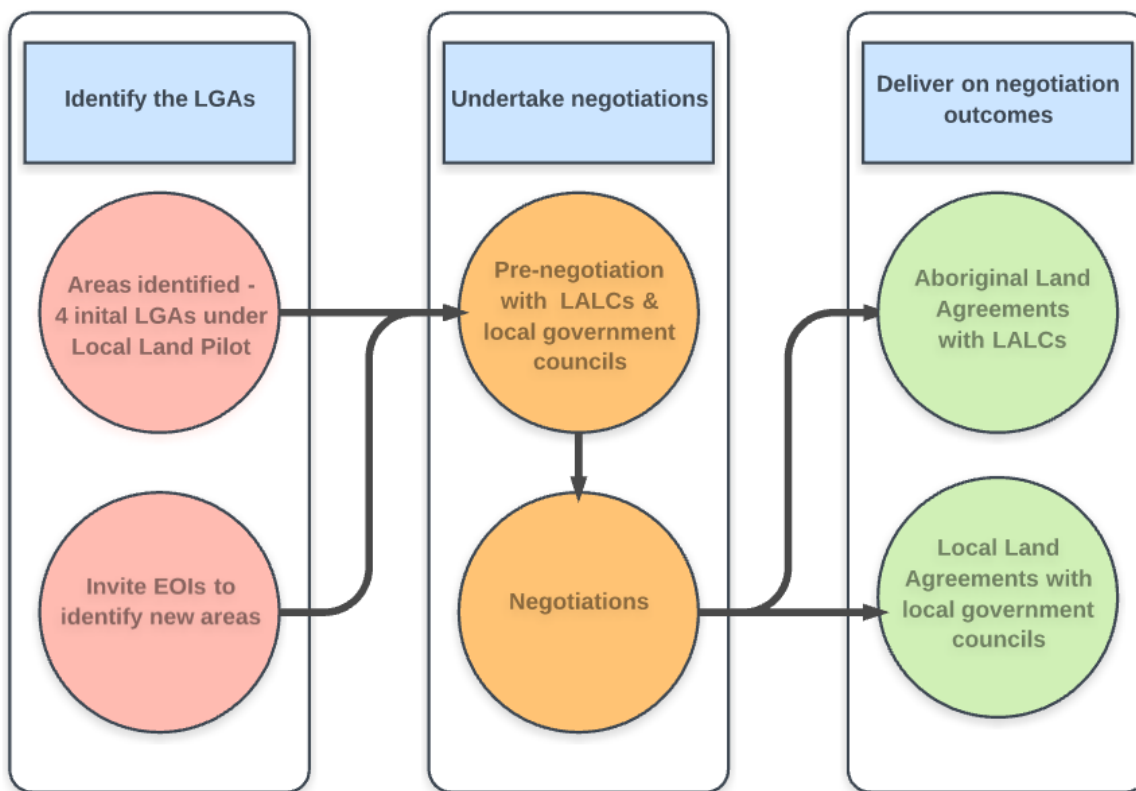 Identify the LGAs
Areas identified -
4 inital LGAs under
Local Land Pilot
Invite EOIs to
identify new areas
Undertake negotiations
Pre-negotiation
with LALCs &
local government
councils
Negotiations
Deliver on negotiation
outcomes
Aboriginal Land
Agreements
with LALCs
Local Land
Agreements with
local government
councils